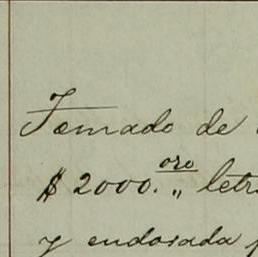 Tomado de
$ 2000. oro " letr
y endosada